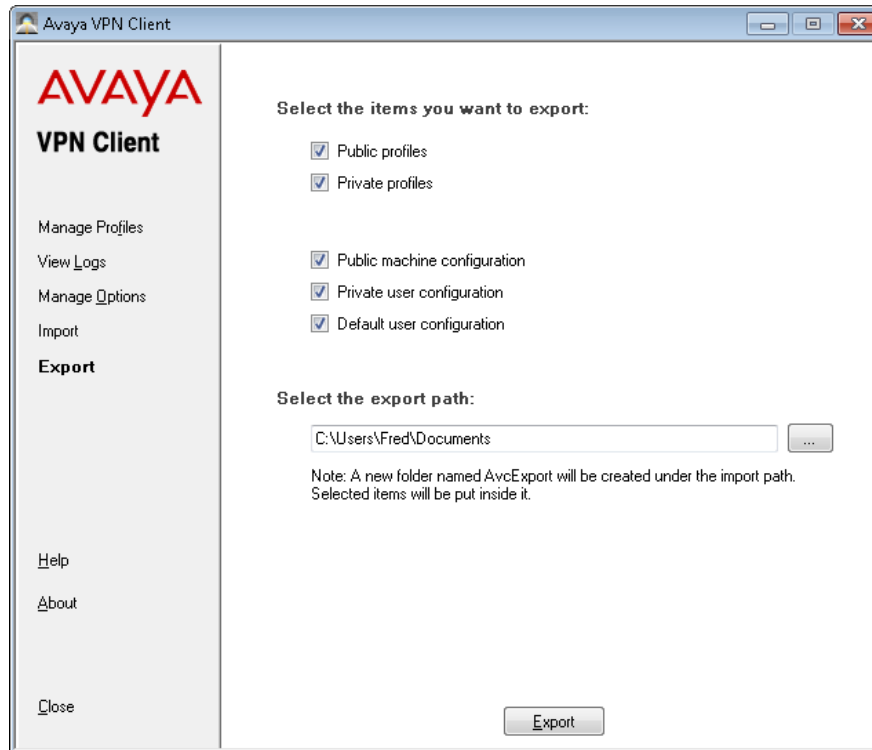 Avaya VPN Client
AVAYA
VPN Client
Manage Profiles
View Logs
Manage Options
Import
Export
Help
About
Close
Select the items you want to export:
Public profiles
Private profiles
Public machine configuration
Private user configuration
Default user configuration
Select the export path:
C:\Users\Fred\Documents
...
Note: A new folder named AvcExport will be created under the import path.
Selected items will be put inside it.
Export